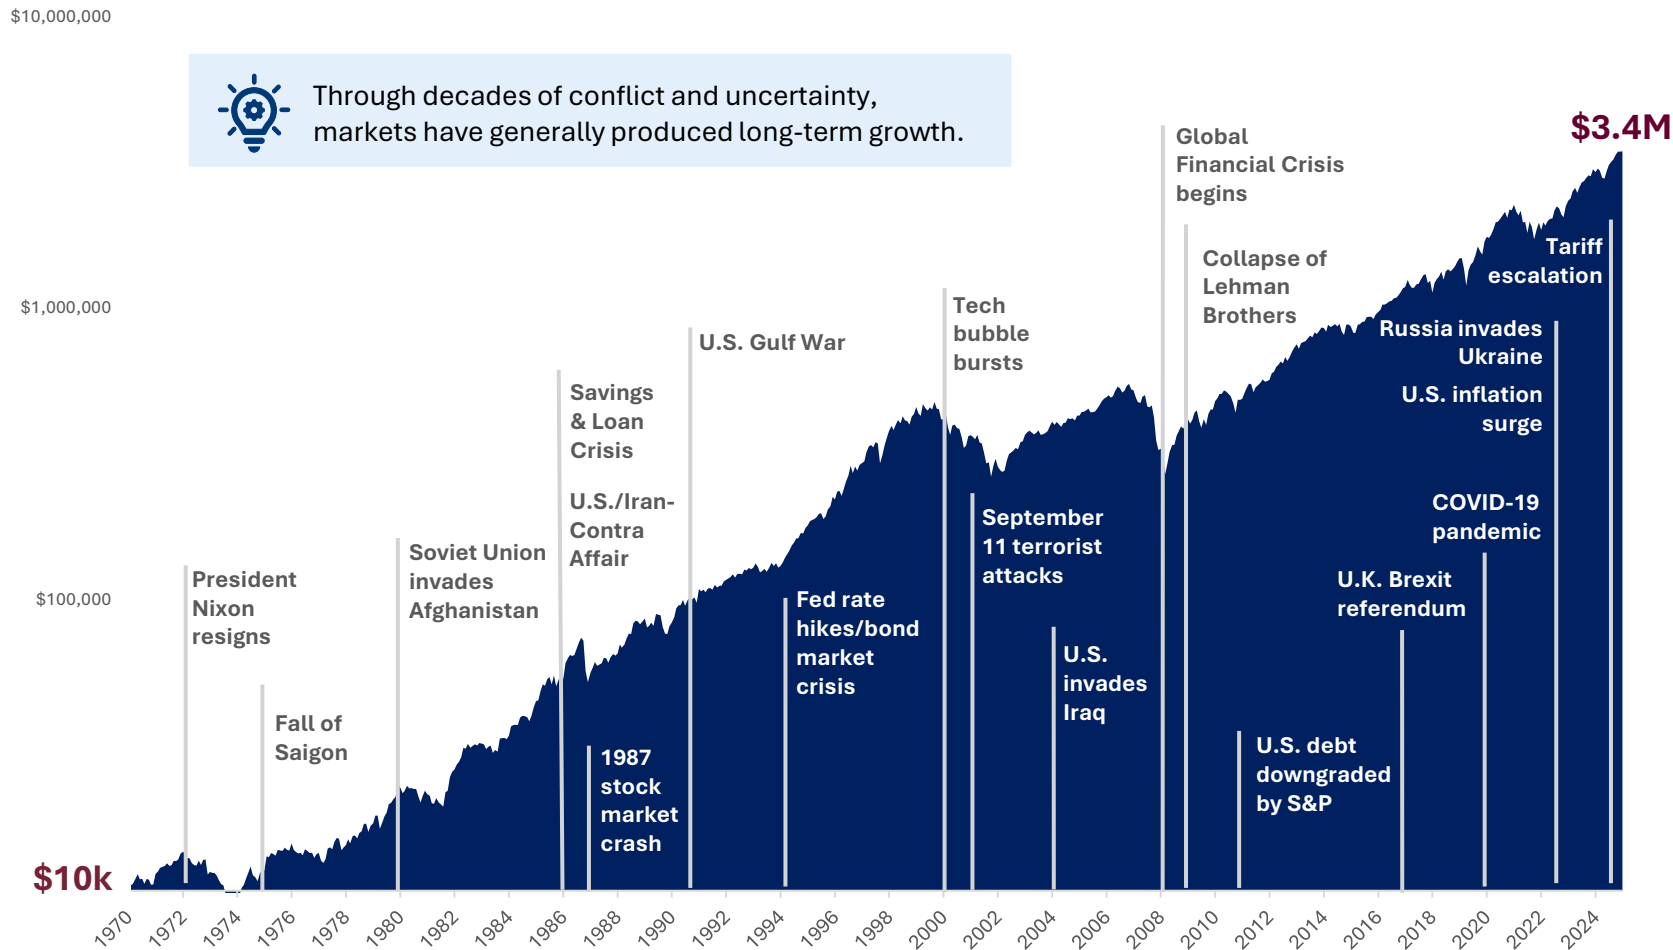 $10,000,000
Through decades of conflict and uncertainty,
markets have generally produced long-term growth.
$3.4M
Global
Financial Crisis
begins
Collapse of
Lehman
Brothers
Tariff
escalation
$1,000,000
Tech
bubble
bursts
U.S. Gulf War
Russia invades
Ukraine
Savings
& Loan
Crisis
U.S. inflation
surge
U.S./Iran-
Contra
Affair
COVID-19
pandemic
September
11 terrorist
attacks
Soviet Union
invades
Afghanistan
$100,000
President
Nixon
resigns
Fed rate
hikes/bond
market
crisis
U.K. Brexit
referendum
U.S.
invades
Iraq
Fall of
Saigon
1987
stock
market
crash
U.S. debt
downgraded
by S&P
$10k
1970
1972
1974
1976
1978
1980
1982
1984
1986
1988
1990
1992
1994
1996
1998
2000
2002
2004
2006
2008
2010
2012
2014
2016
2018
2020
2022
2024